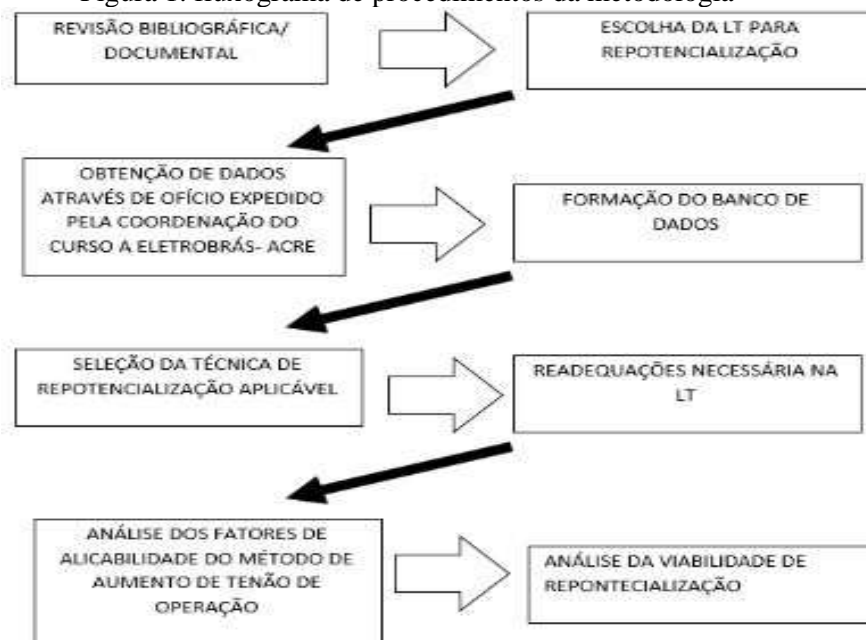 Figura 1: fluxograma de procedimentos da metodologia
REVISÃO BIBLIOGRÁFICA/
DOCUMENTAL
ESCOLHA DA LT PARA
REPOTENCIALIZAÇÃO
OBTENÇÃO DE DADOS
ATRAVÉS DE OFÍCIO EXPEDIDO
PELA COORDENAÇÃO DO
CURSO A ELETROBRÁS- ACRE
FORMAÇÃO DO BANCO DE
DADOS
SELEÇÃO DA TÉCNICA DE
REPOTENCIALIZAÇÃO APLICÁVEL
READEQUAÇÕES NECESSÁRIA NA
LT
ANÁLISE DOS FATORES DE
ALICABILIDADE DO MÉTODO DE
AUMENTO DE TENÃO DE
OPERAÇÃO
ANÁLISE DA VIABILIDADE DE
REPONTECIALIZAÇÃO